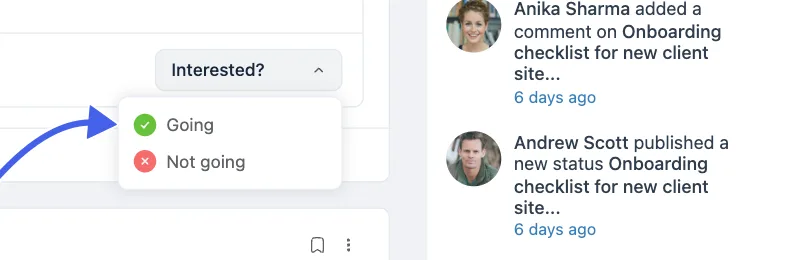 Interested?
Going
Not going
Anika Sharma added a
comment on Onboarding
checklist for new client
site...
6 days ago
Andrew Scott published a
new status Onboarding
checklist for new client
site...
6 days ago